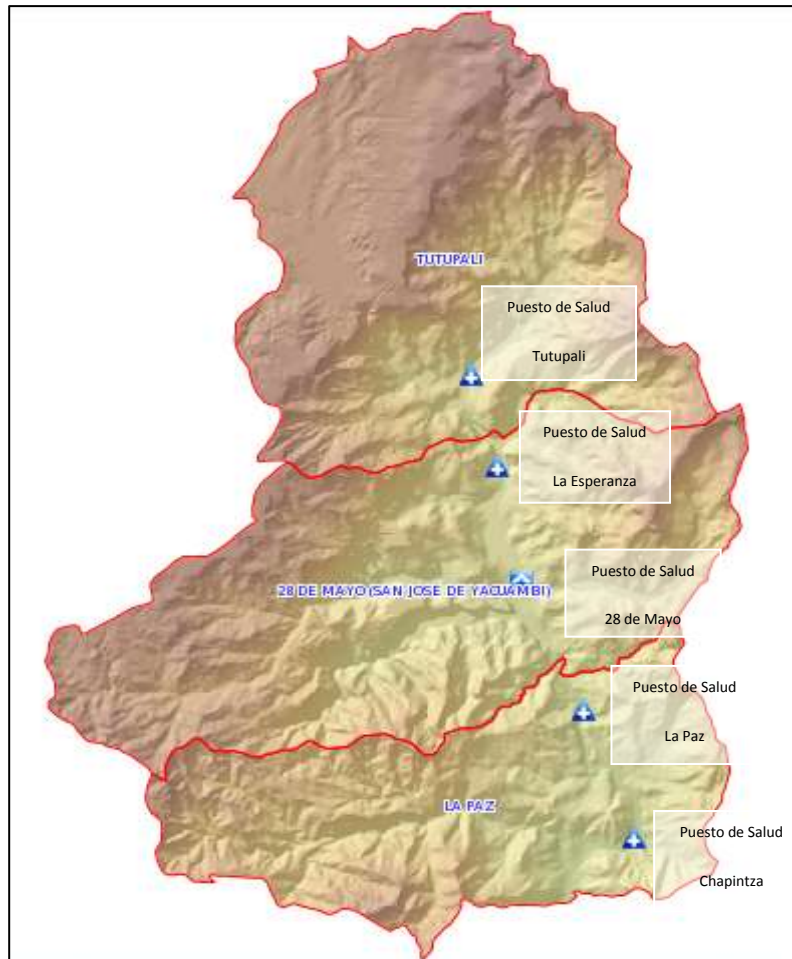 TUTUPALI
Puesto de Salud
Tutupali
Puesto de Salud
La Esperanza
Puesto de Salud
28 DE MAYO (SAN JOSE DE YACUAMBI)
28 de Mayo
Puesto de Salud
La Paz
LA PAZ
Puesto de Salud
Chapintza